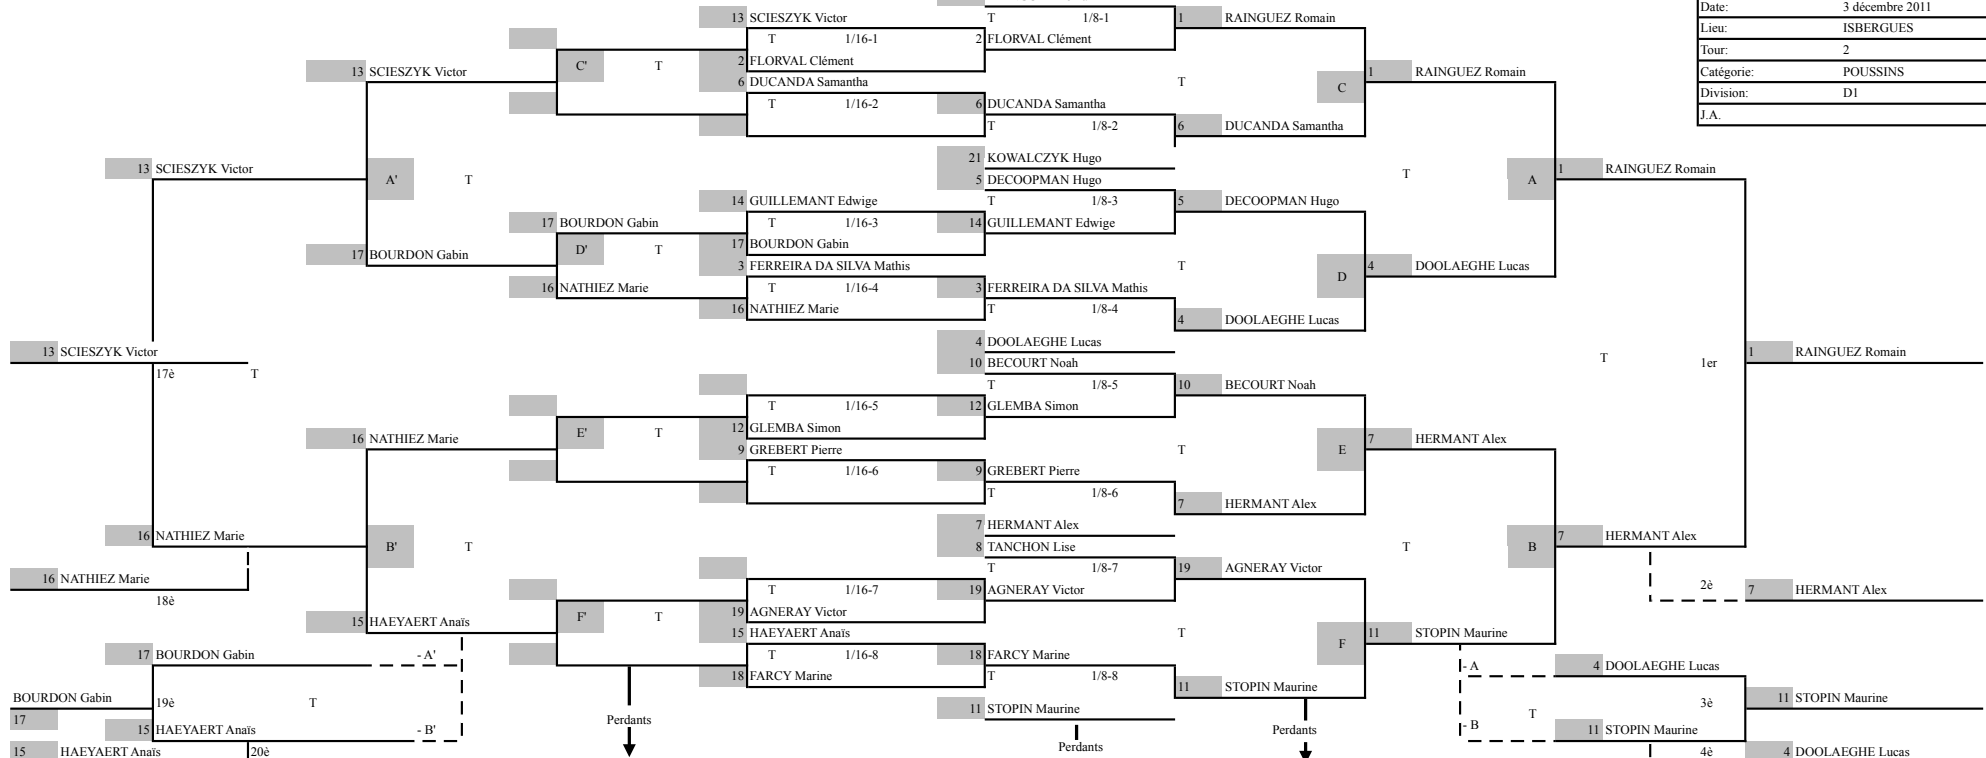 Date: 3 décembre 2011
13 SCIESZYK Victor T 1/8-1 1 RAINGUEZ Romain
Lieu: ISBERGUES
T 1/16-1 2 FLORVAL Clément
Tour: 2
2 FLORVAL Clément
13 SCIESZYK Victor C' T 1 RAINGUEZ Romain
Catégorie: POUSSINS
6 DUCANDA Samantha T C
Division: D1
T 1/16-2 6 DUCANDA Samantha
J.A.
T 1/8-2 6 DUCANDA Samantha
21 KOWALCZYK Hugo
13 SCIESZYK Victor 1 RAINGUEZ Romain
A' T 5 DECOOPMAN Hugo T A
14 GUILLEMANT Edwige T 1/8-3 5 DECOOPMAN Hugo
17 BOURDON Gabin T 1/16-3 14 GUILLEMANT Edwige
17 BOURDON Gabin D' T 17 BOURDON Gabin
3 FERREIRA DA SILVA Mathis T D 4 DOOLAEGHE Lucas
16 NATHIEZ Marie T 1/16-4 3 FERREIRA DA SILVA Mathis
16 NATHIEZ Marie T 1/8-4 4 DOOLAEGHE Lucas
4 DOOLAEGHE Lucas
13 SCIESZYK Victor 1 RAINGUEZ Romain
10 BECOURT Noah T 1er
17è T T 1/8-5 10 BECOURT Noah
T 1/16-5 12 GLEMBA Simon
12 GLEMBA Simon
16 NATHIEZ Marie E' T 7 HERMANT Alex
9 GREBERT Pierre T E
T 1/16-6 9 GREBERT Pierre
T 1/8-6 7 HERMANT Alex
7 HERMANT Alex
16 NATHIEZ Marie 7 HERMANT Alex
B' T 8 TANCHON Lise T B
T 1/8-7 19 AGNERAY Victor
16 NATHIEZ Marie
T 1/16-7 19 AGNERAY Victor 2è 7 HERMANT Alex
18è
19 AGNERAY Victor
15 HAEYAERT Anaïs F' T
15 HAEYAERT Anaïs T F 11 STOPIN Maurine
17 BOURDON Gabin - A' T 1/16-8 18 FARCY Marine
- A 4 DOOLAEGHE Lucas
18 FARCY Marine T 1/8-8 11 STOPIN Maurine
BOURDON Gabin 19è T 3è 11 STOPIN Maurine
17 11 STOPIN Maurine T
Perdants
15 HAEYAERT Anaïs - B' Perdants - B 11 STOPIN Maurine
Perdants
15 HAEYAERT Anaïs 20è 4è 4 DOOLAEGHE Lucas